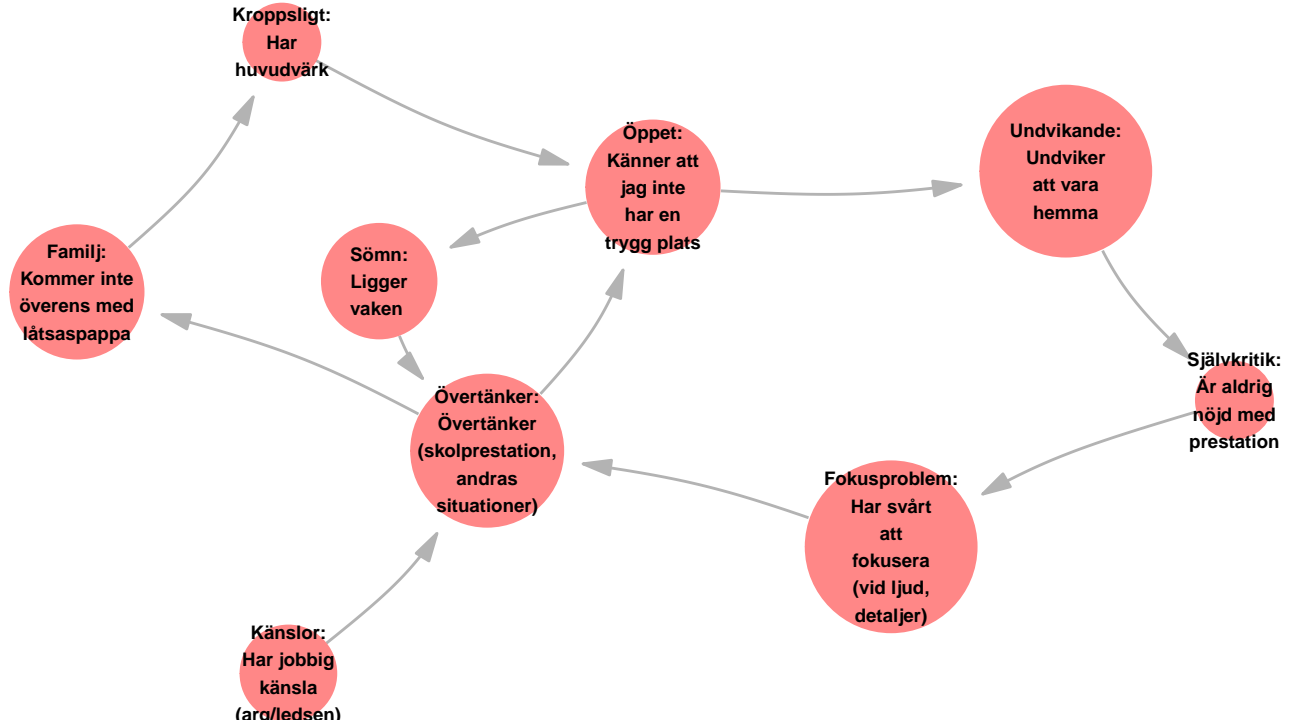 Kroppsligt:
Har
huvudvärk
Öppet:
Känner att
jag inte
har en
trygg plats
Undvikande:
Undviker
att vara
hemma
Familj:
Kommer inte
överens med
låtsaspappa
Sömn:
Ligger
vaken
Självkritik:
Är aldrig
nöjd med
prestation
Övertänker:
Övertänker
(skolprestation,
andras
situationer)
Fokusproblem:
Har svårt
att
fokusera
(vid ljud,
detaljer)
Känslor:
Har jobbig
känsla
(arg/ledsen)